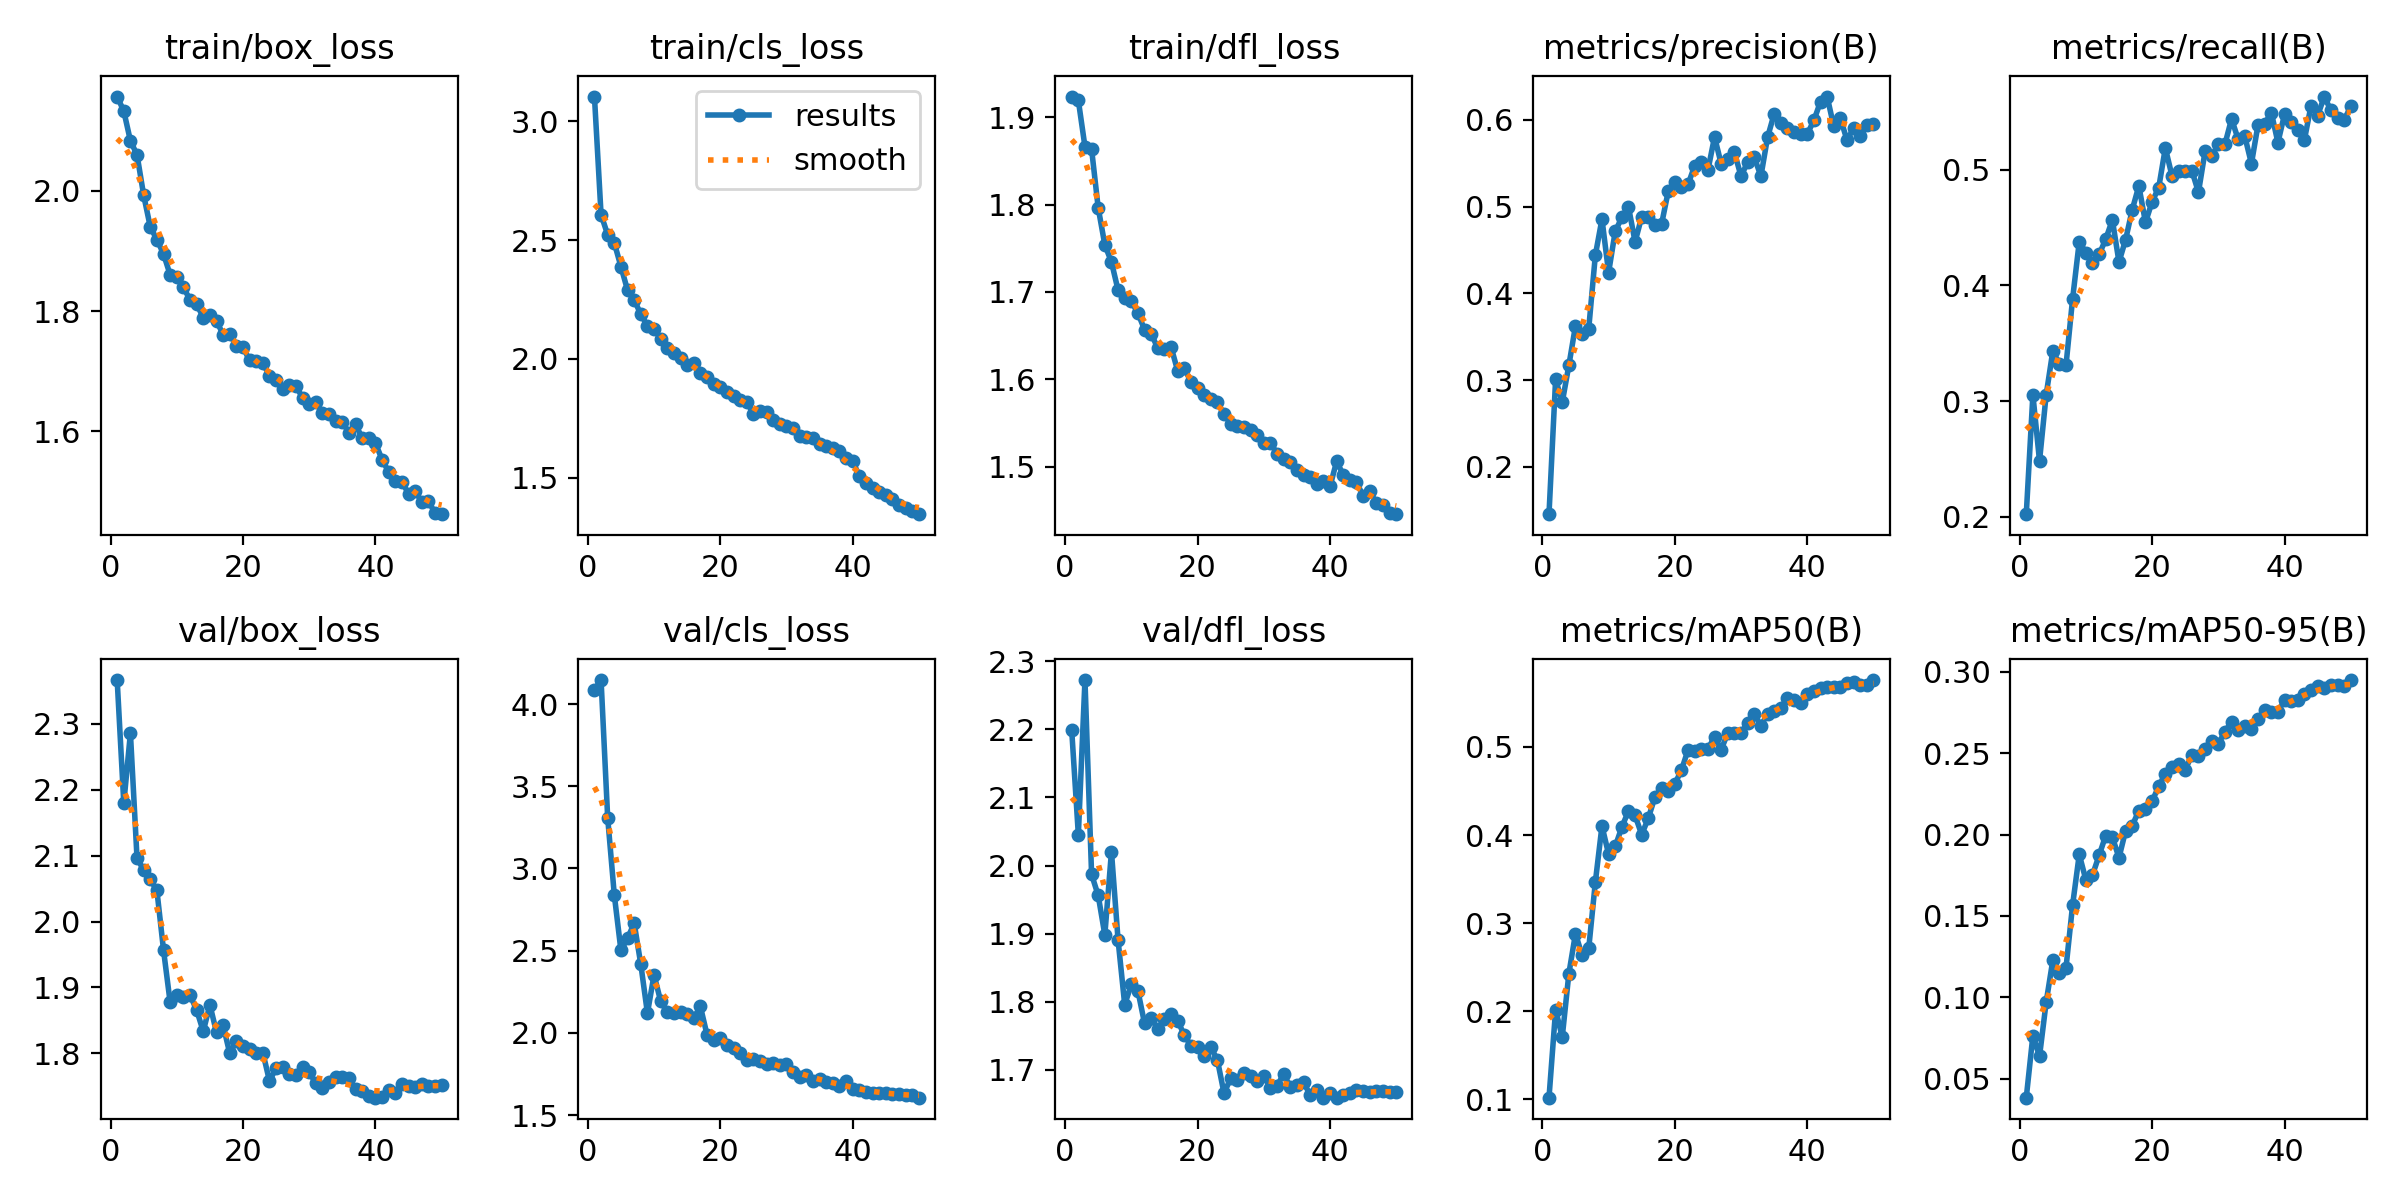 train/box_loss
2.0
1.8
1.6
0 20 40
train/cls_loss
results
smooth
3.0
2.5
2.0
1.5
0 20 40
train/dfl_loss
1.9
1.8
1.7
1.6
1.5
0 20 40
metrics/precision(B)
0.6
0.5
0.4
0.3
0.2
0 20 40
metrics/recall(B)
0.5
0.4
0.3
0.2
0 20 40
val/box_loss
2.3
2.2
2.1
2.0
1.9
1.8
0 20 40
val/cls_loss
4.0
3.5
3.0
2.5
2.0
1.5
0 20 40
val/dfl_loss
2.3
2.2
2.1
2.0
1.9
1.8
1.7
0 20 40
metrics/mAP50(B)
0.5
0.4
0.3
0.2
0.1
0 20 40
metrics/mAP50-95(B)
0.30
0.25
0.20
0.15
0.10
0.05
0 20 40